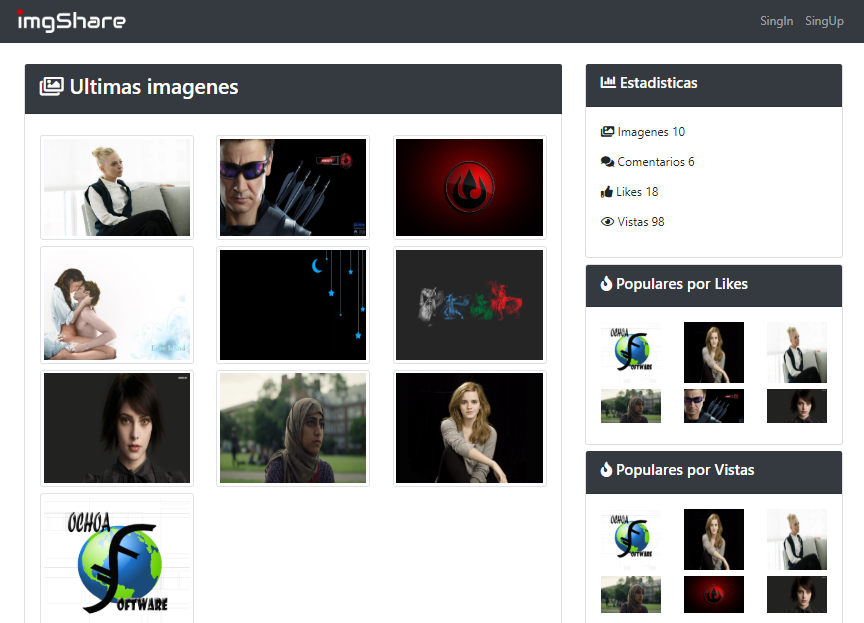 imgShare
SingIn SingUp
Ultimas imagenes
OCHOA
SOFTWARE
Estadisticas
Imagenes 10
Comentarios 6
Likes 18
Vistas 98
Populares por Likes
OCHOA
SOFTWARE
Populares por Vistas
OCHOA
SOFTWARE